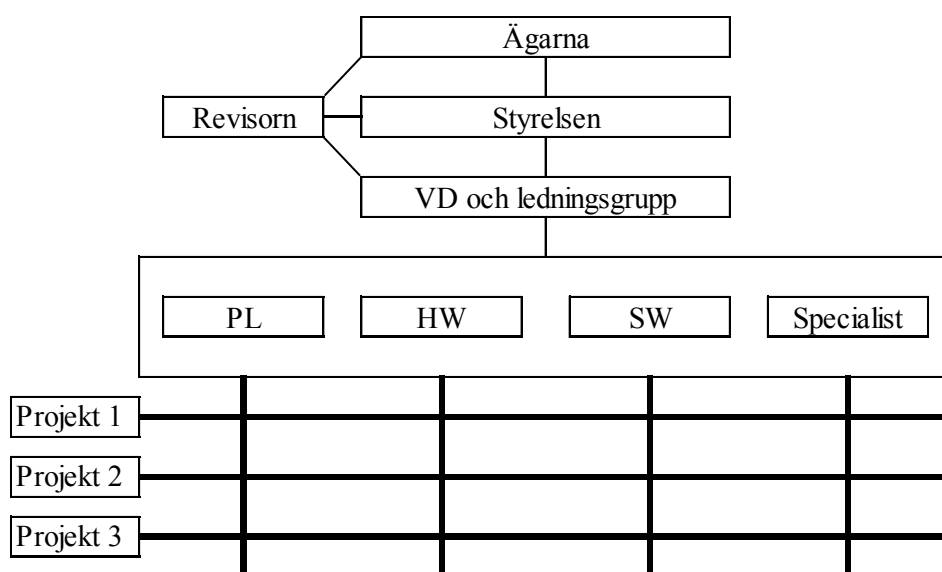 Ägarna
Revisorn
Styrelsen
VD och ledningsgrupp
PL
HW
SW
Specialist
Projekt 1
Projekt 2
Projekt 3